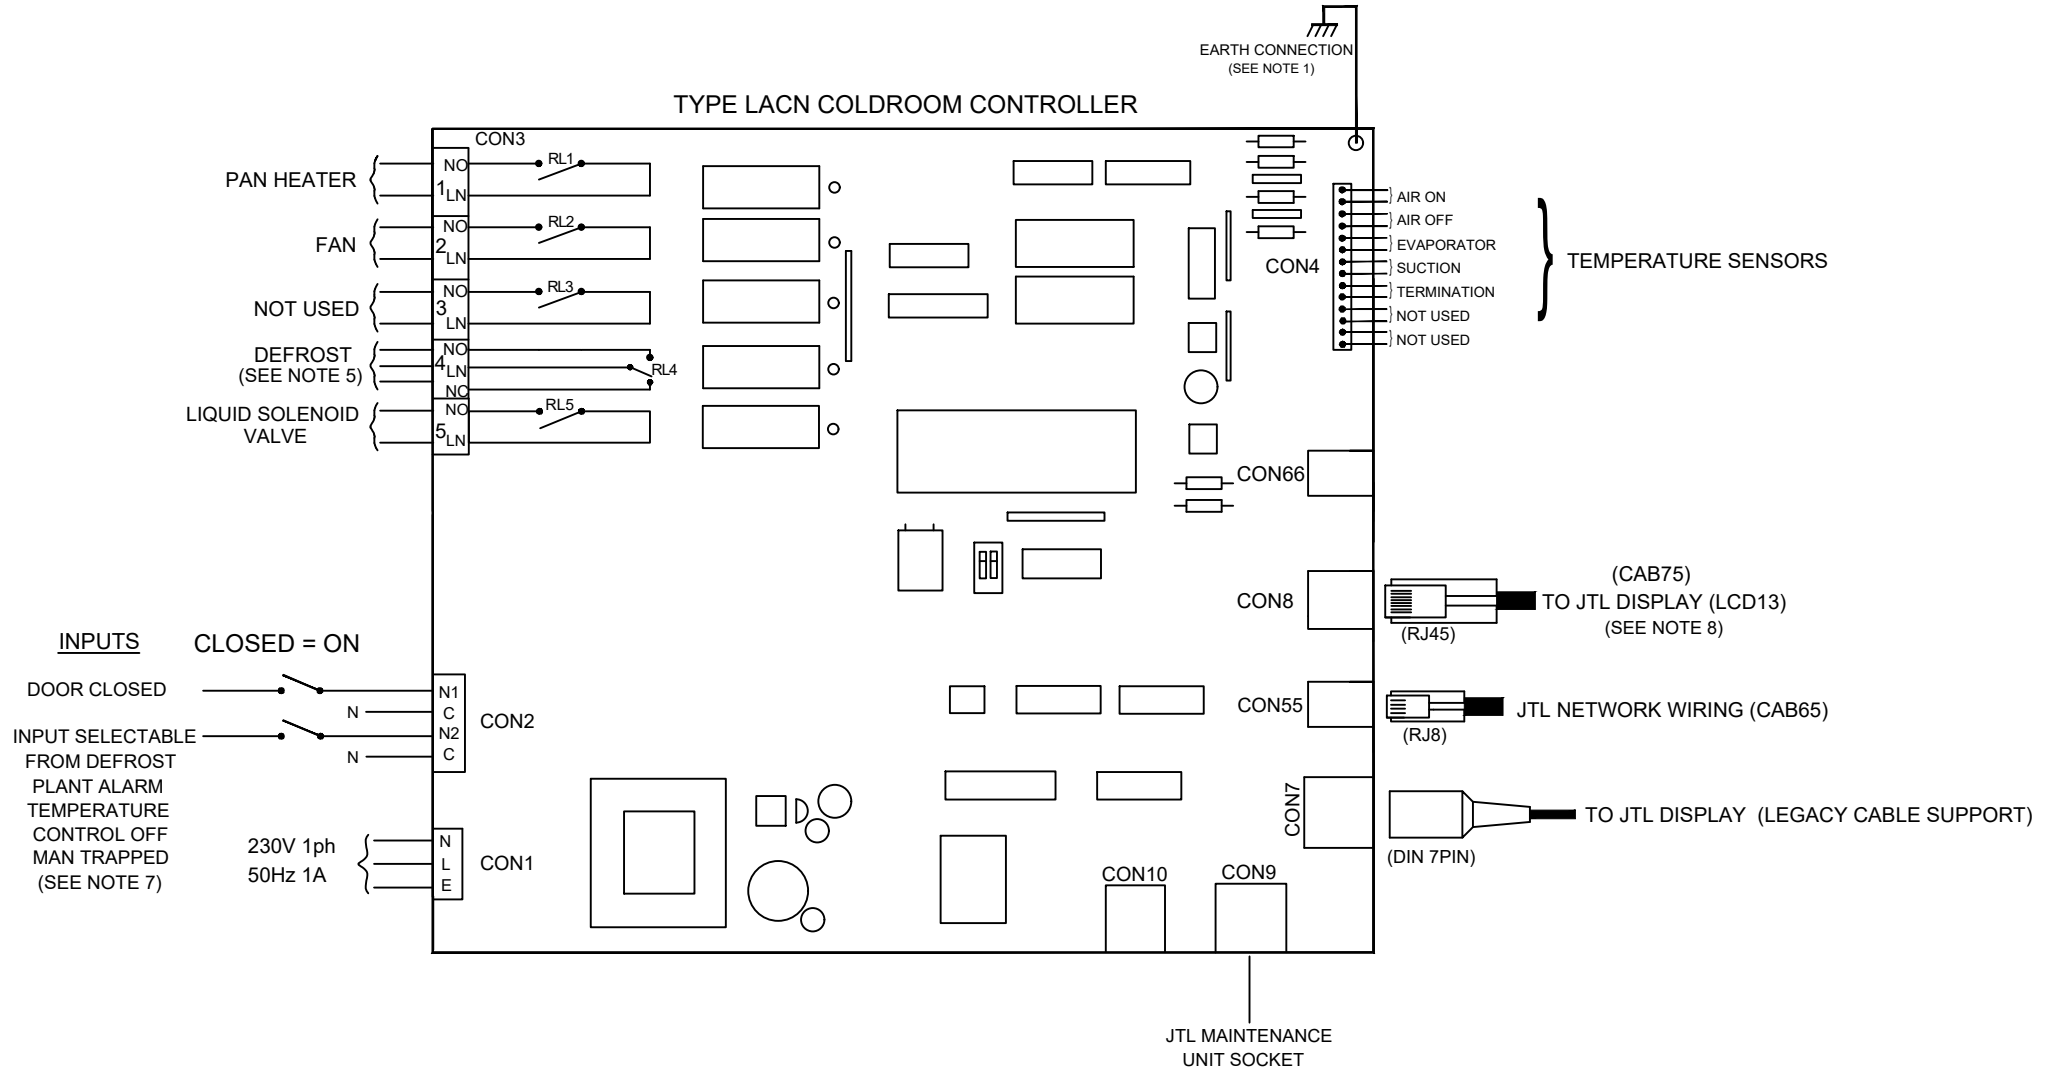 EARTH CONNECTION
(SEE NOTE 1)
TYPE LACN COLDROOM CONTROLLER
CON3
PAN HEATER
1
NO
LN
RL1
FAN
2
NO
LN
RL2
NOT USED
3
NO
LN
RL3
DEFROST
(SEE NOTE 5)
4
NO
LN
NC
RL4
LIQUID SOLENOID
VALVE
5
NO
LN
RL5
CON4
AIR ON
AIR OFF
EVAPORATOR
SUCTION
TERMINATION
NOT USED
NOT USED
TEMPERATURE SENSORS
CON66
CON8
(RJ45)
(CAB75)
TO JTL DISPLAY (LCD13)
(SEE NOTE 8)
INPUTS
CLOSED = ON
DOOR CLOSED
N
INPUT SELECTABLE
FROM DEFROST
PLANT ALARM
TEMPERATURE
CONTROL OFF
MAN TRAPPED
(SEE NOTE 7)
N
N1
C
N2
C
CON2
CON55
(RJ8)
JTL NETWORK WIRING (CAB65)
230V 1ph
50Hz 1A
N
L
E
CON1
CON7
(DIN 7PIN)
TO JTL DISPLAY (LEGACY CABLE SUPPORT)
CON10
CON9
JTL MAINTENANCE
UNIT SOCKET